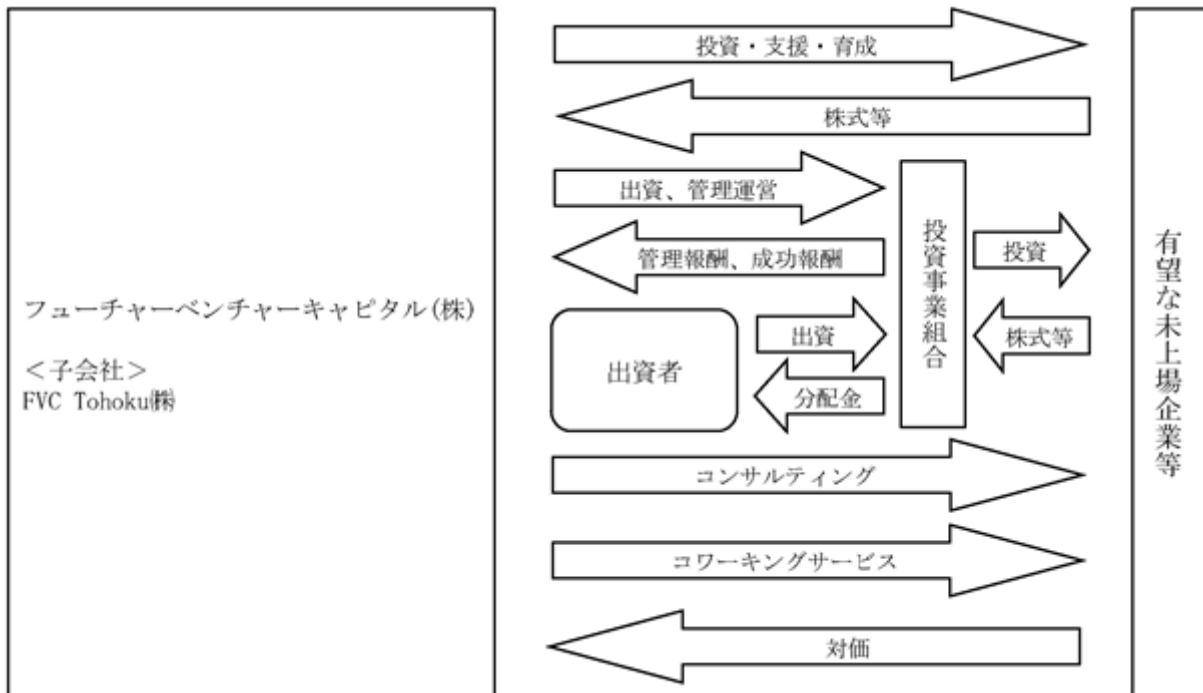 投資・支援・育成
株式等
出資、管理運営
管理報酬、成功報酬
フューチャーベンチャーキャピタル(株)
<子会社>
FVC Tohoku㈱
出資者
出資
分配金
投資事業組合
投資
株式等
有望な未上場企業等
コンサルティング
コワーキングサービス
対価